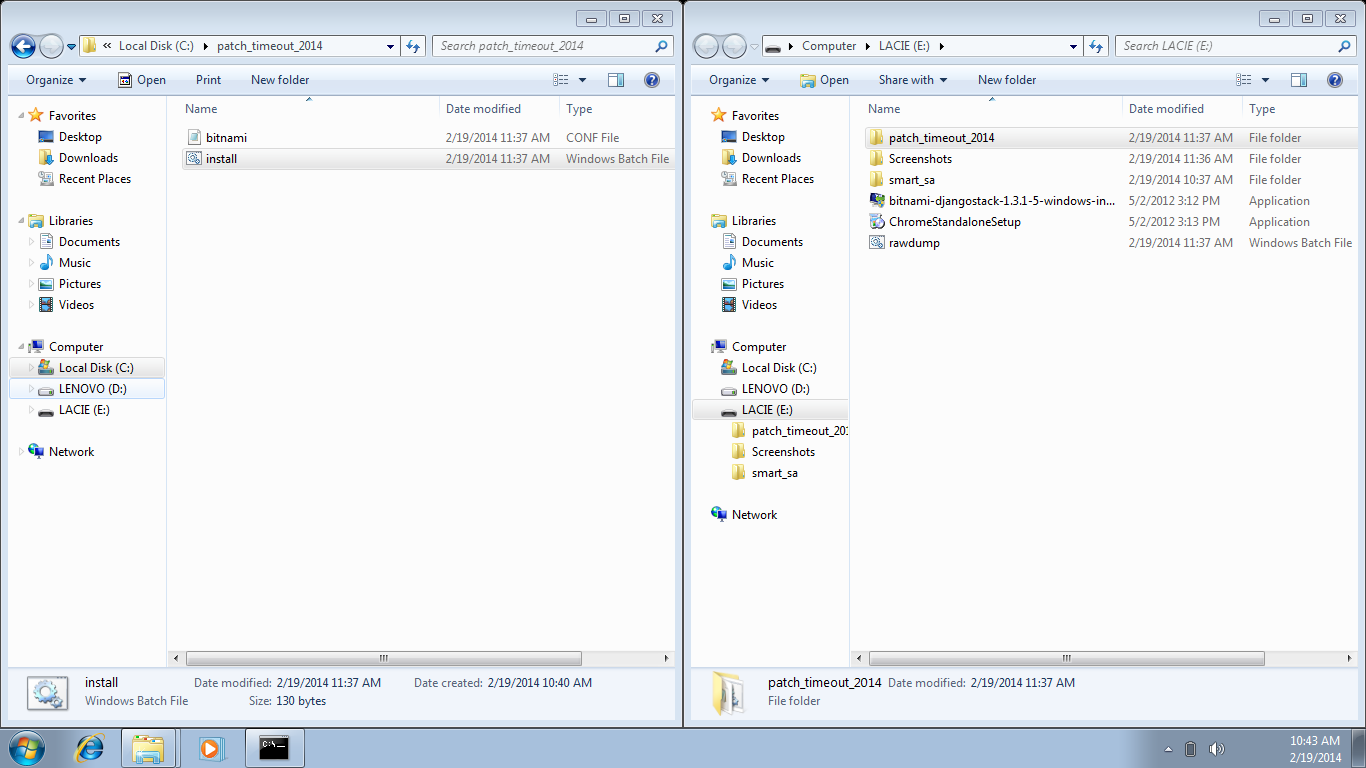 « Local Disk (C:) patch_timeout_2014
Search patch_timeout_2014
Organize Open Print New folder
Favorites
Desktop
Downloads
Recent Places
Libraries
Documents
Music
Pictures
Videos
Computer
Local Disk (C:)
LENOVO (D:)
LACIE (E:)
Network
Name Date modified Type
bitnami 2/19/2014 11:37 AM CONF File
install 2/19/2014 11:37 AM Windows Batch File
install Date modified: 2/19/2014 11:37 AM Date created: 2/19/2014 10:40 AM
Windows Batch File Size: 130 bytes
Computer LACIE (E:)
Search LACIE (E:)
Organize Open Share with New folder
Favorites
Desktop
Downloads
Recent Places
Libraries
Documents
Music
Pictures
Videos
Computer
Local Disk (C:)
LENOVO (D:)
LACIE (E:)
patch_timeout_201
Screenshots
smart_sa
Network
Name Date modified Type
patch_timeout_2014 2/19/2014 11:37 AM File folder
Screenshots 2/19/2014 11:36 AM File folder
smart_sa 2/19/2014 10:37 AM File folder
bitnami-djangostack-1.3.1-5-windows-in... 5/2/2012 3:12 PM Application
ChromeStandaloneSetup 5/2/2012 3:13 PM Application
rawdump 2/19/2014 11:37 AM Windows Batch File
patch_timeout_2014 Date modified: 2/19/2014 11:37 AM
File folder
C:\_
10:43 AM
2/19/2014